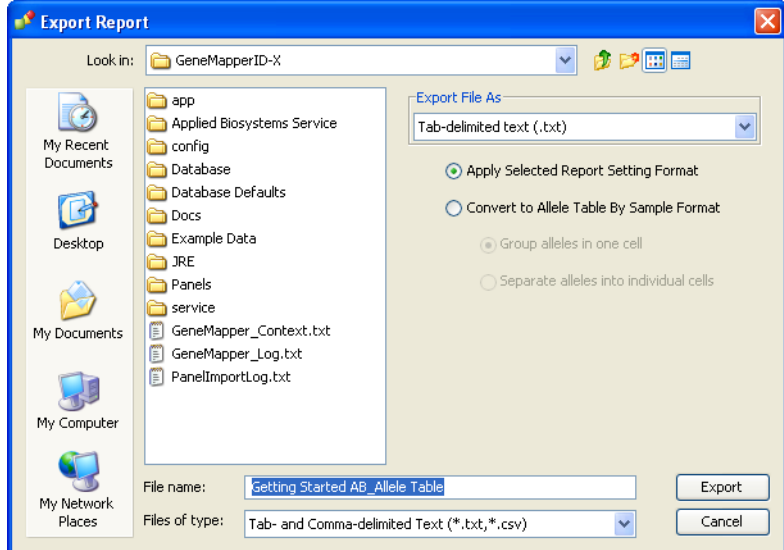 Export Report
Look in:
GeneMapperID-X
My Recent
Documents
Desktop
My Documents
My Computer
My Network
Places
app
Applied Biosystems Service
config
Database
Database Defaults
Docs
Example Data
JRE
Panels
service
GeneMapper_Context.txt
GeneMapper_Log.txt
PanelImportLog.txt
Export File As
Tab-delimited text (.txt)
Apply Selected Report Setting Format
Convert to Allele Table By Sample Format
Group alleles in one cell
Separate alleles into individual cells
File name:
Getting Started AB_Allele Table
Export
Files of type:
Tab- and Comma-delimited Text (*.txt,*.csv)
Cancel